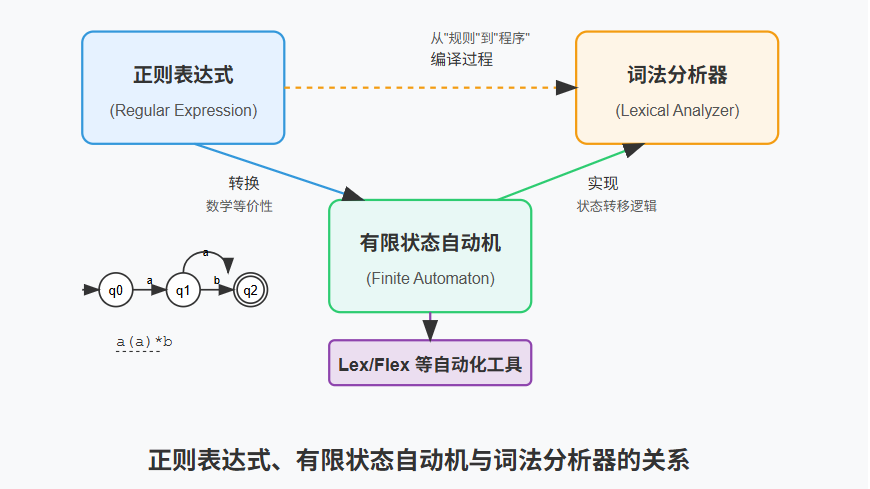 从"规则"到"程序"
编译过程
正则表达式
(Regular Expression)
词法分析器
(Lexical Analyzer)
转换
数学等价性
实现
状态转移逻辑
有限状态自动机
(Finite Automaton)
a
q0
a
q1
b
q2
a(a)*b
Lex/Flex 等自动化工具
正则表达式、有限状态自动机与词法分析器的关系